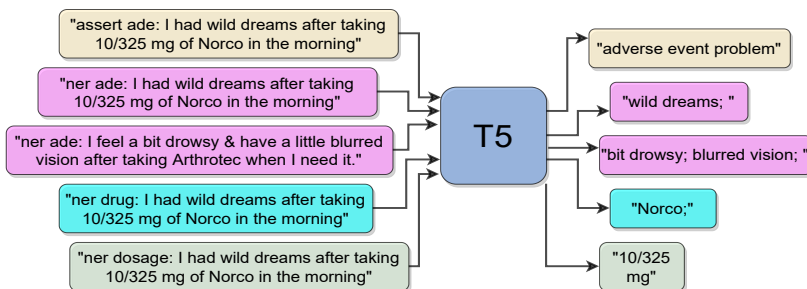 "assert ade: I had wild dreams after taking
10/325 mg of Norco in the morning"
"ner ade: I had wild dreams after taking
10/325 mg of Norco in the morning"
"ner ade: I feel a bit drowsy & have a little blurred
vision after taking Arthrotec when I need it."
"ner drug: I had wild dreams after taking
10/325 mg of Norco in the morning"
"ner dosage: I had wild dreams after taking
10/325 mg of Norco in the morning"
T5
"adverse event problem"
"wild dreams; "
"bit drowsy; blurred vision; "
"Norco;"
"10/325
mg"